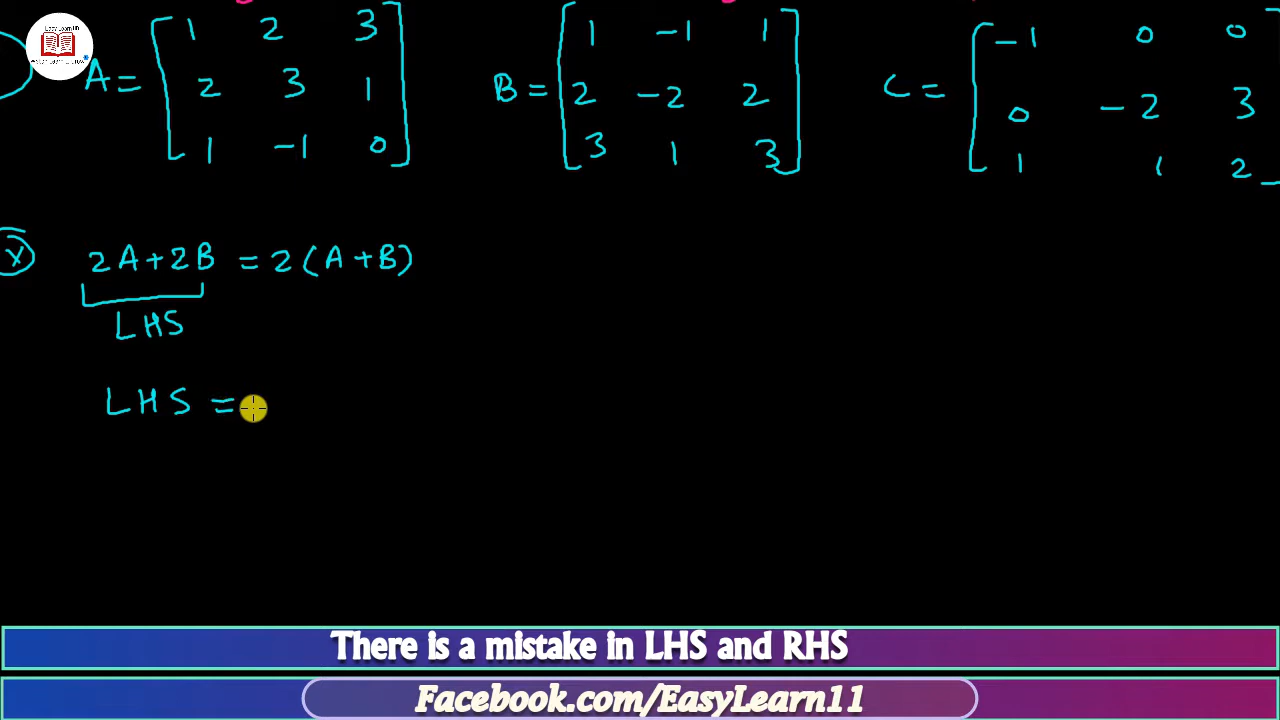 Easy Learn
A = [ 1 2 3
2 3 1
1 -1 0 ]
B = [ 1 -1 1
2 -2 2
3 1 3 ]
C = [ -1 0 0
0 -2 3
1 1 2 ]
(x) 2A+2B = 2(A+B)
LHS
LHS =
There is a mistake in LHS and RHS
Facebook.com/EasyLearn11